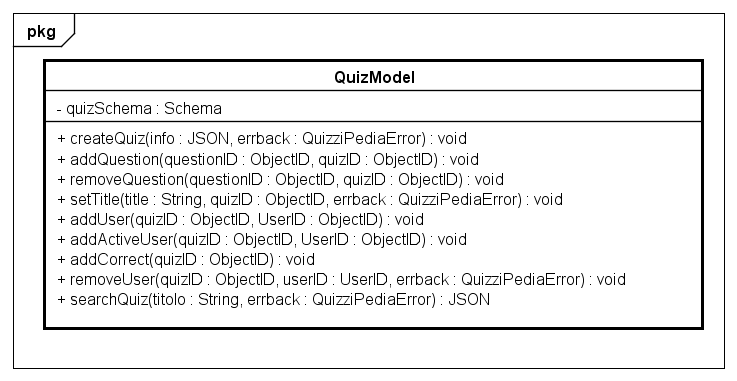 pkg
QuizModel
- quizSchema : Schema
+ createQuiz(info : JSON, errback : QuizziPediaError) : void
+ addQuestion(questionID : ObjectID, quizID : ObjectID) : void
+ removeQuestion(questionID : ObjectID, quizID : ObjectID) : void
+ setTitle(title : String, quizID : ObjectID, errback : QuizziPediaError) : void
+ addUser(quizID : ObjectID, UserID : ObjectID) : void
+ addActiveUser(quizID : ObjectID, UserID : ObjectID) : void
+ addCorrect(quizID : ObjectID) : void
+ removeUser(quizID : ObjectID, userID : UserID, errback : QuizziPediaError) : void
+ searchQuiz(titolo : String, errback : QuizziPediaError) : JSON